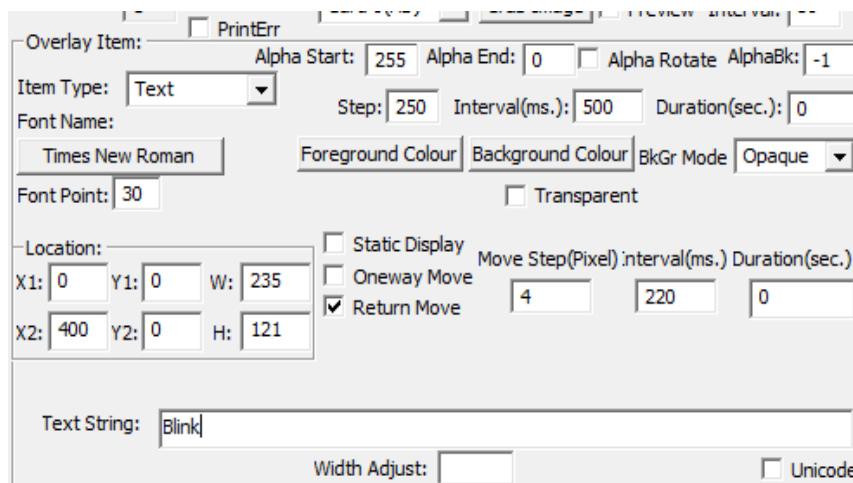 PrintErr
Overlay Item:
Alpha Start: 255 Alpha End: 0 Alpha Rotate AlphaBk: -1
Item Type: Text
Step: 250 Interval(ms.): 500 Duration(sec.): 0
Font Name:
Times New Roman Foreground Colour Background Colour BkGr Mode Opaque
Font Point: 30 Transparent
Location: Static Display
Move Step(Pixel) Interval(ms.) Duration(sec.)
X1: 0 Y1: 0 W: 235 Oneway Move
4 220 0
Return Move
X2: 400 Y2: 0 H: 121
Text String: Blink
Width Adjust: Unicode